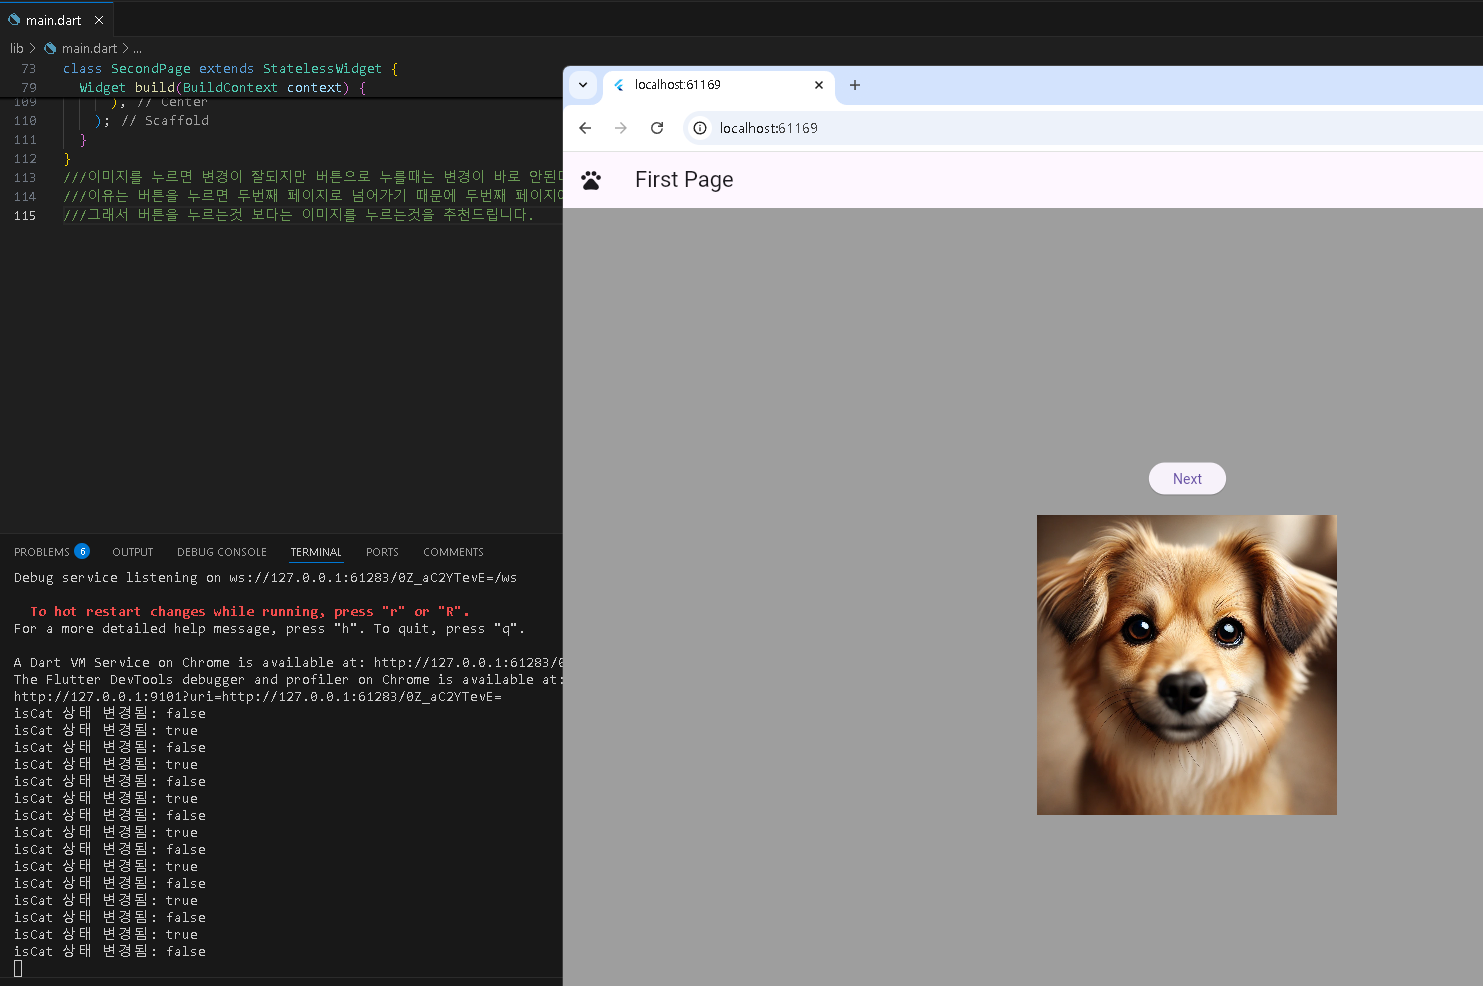 main.dart
lib > main.dart > ...
73 class SecondPage extends StatelessWidget {
79 Widget build(BuildContext context) {
109 ), // Center
110 ); // Scaffold
111 }
112 }
113 ///이미지를 누르면 변경이 잘되지만 버튼으로 누를때는 변경이 바로 안된
114 ///이유는 버튼을 누르면 두번째 페이지로 넘어가기 때문에 두번째 페이지
115 ///그래서 버튼을 누르는것 보다는 이미지를 누르는것을 추천드립니다.
PROBLEMS 6 OUTPUT DEBUG CONSOLE TERMINAL PORTS COMMENTS
Debug service listening on ws://127.0.0.1:61283/0Z_aC2YTevE=/ws
To hot restart changes while running, press "r" or "R".
For a more detailed help message, press "h". To quit, press "q".
A Dart VM Service on Chrome is available at: http://127.0.0.1:61283/0
The Flutter DevTools debugger and profiler on Chrome is available at:
http://127.0.0.1:9101?uri=http://127.0.0.1:61283/0Z_aC2YTevE=
isCat 상태 변경됨: false
isCat 상태 변경됨: true
isCat 상태 변경됨: false
isCat 상태 변경됨: true
isCat 상태 변경됨: false
isCat 상태 변경됨: true
isCat 상태 변경됨: false
isCat 상태 변경됨: true
isCat 상태 변경됨: false
isCat 상태 변경됨: true
isCat 상태 변경됨: false
isCat 상태 변경됨: true
isCat 상태 변경됨: false
isCat 상태 변경됨: true
isCat 상태 변경됨: false
localhost:61169
localhost:61169
First Page
Next